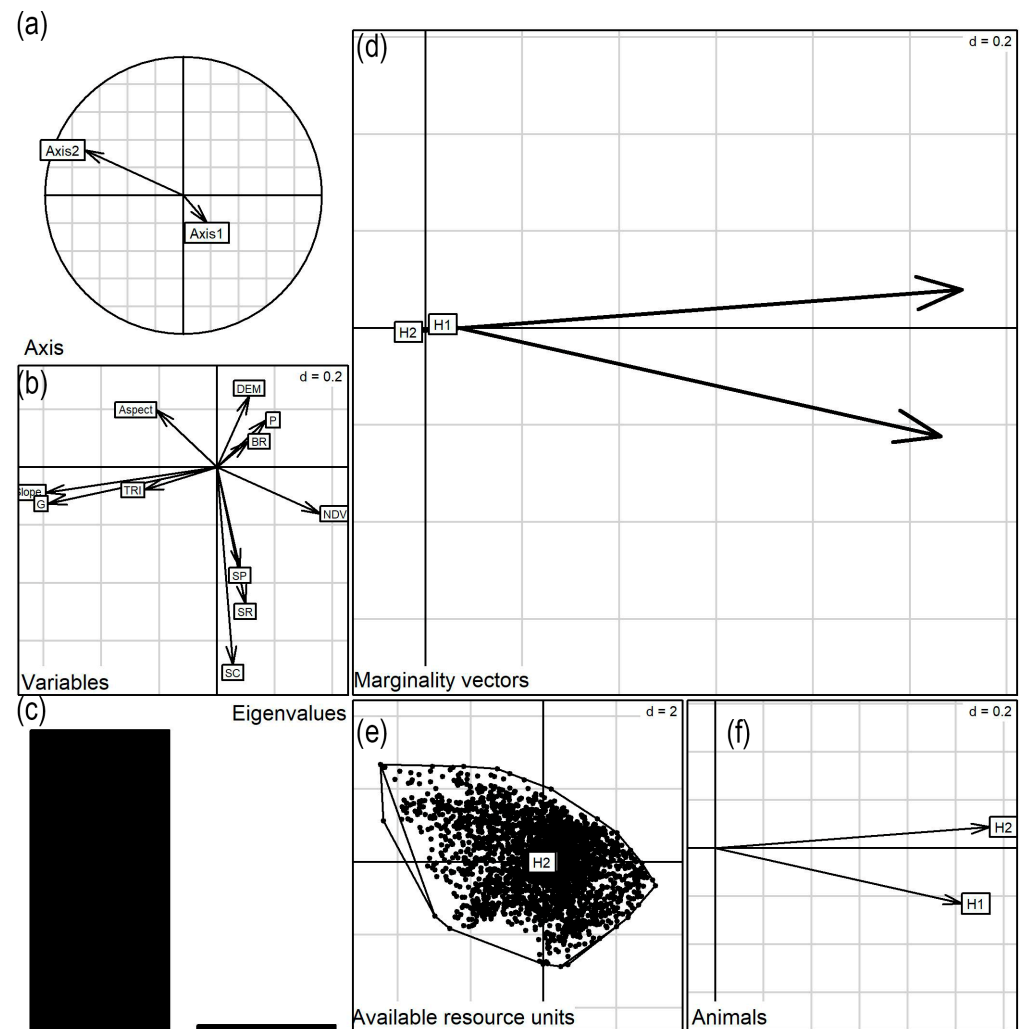 (a)
Axis2
Axis1
Axis
(b)
d = 0.2
DEM
Aspect
P
BR
TRI
Slope
G
NDV
SP
SR
SC
Variables
(c)
Eigenvalues
(d)
d = 0.2
H2
H1
Marginality vectors
(e)
d = 2
H2
Available resource units
(f)
d = 0.2
H2
H1
Animals